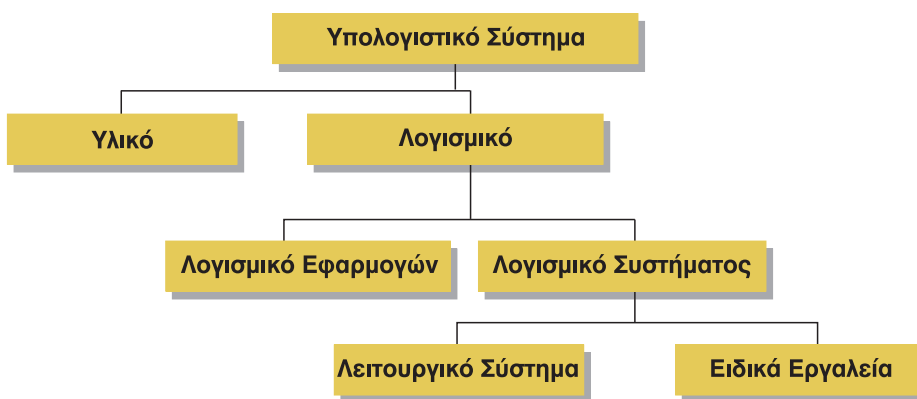 Υπολογιστικό Σύστημα
Υλικό
Λογισμικό
Λογισμικό Εφαρμογών
Λογισμικό Συστήματος
Λειτουργικό Σύστημα
Ειδικά Εργαλεία